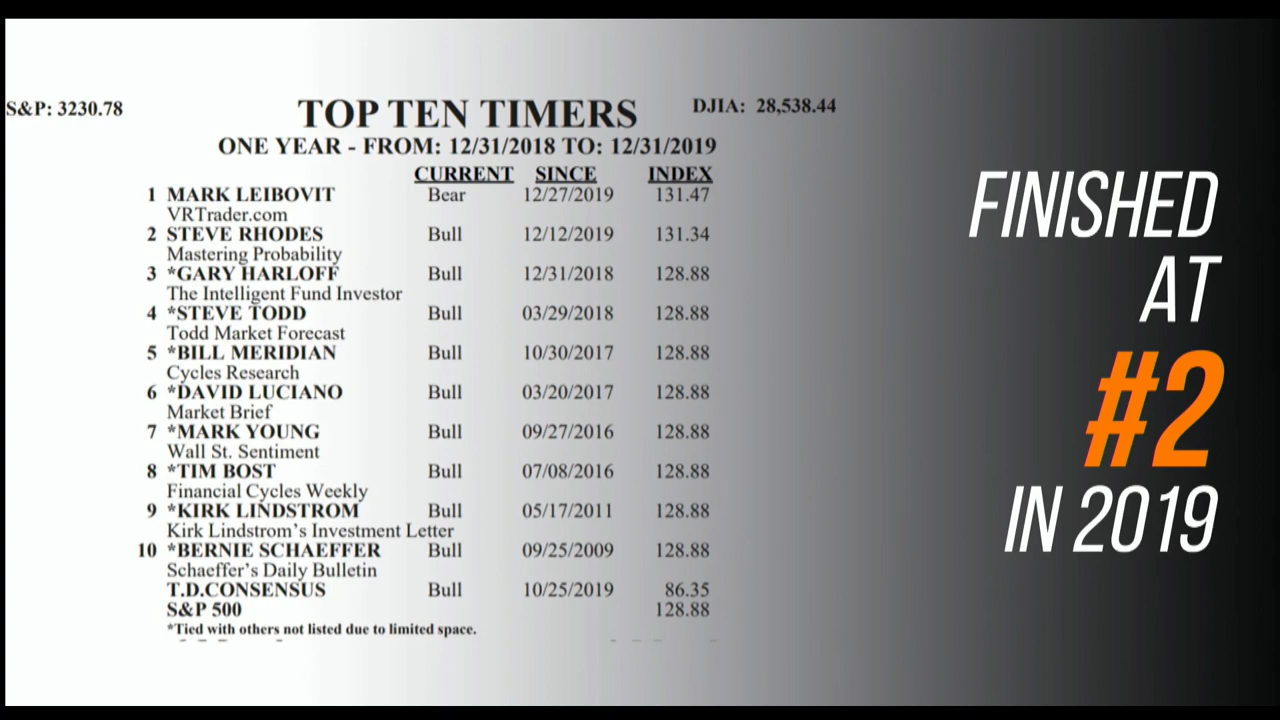 S&P: 3230.78
TOP TEN TIMERS
DJIA: 28,538.44
ONE YEAR - FROM: 12/31/2018 TO: 12/31/2019
CURRENT SINCE INDEX
1 MARK LEIBOVIT Bear 12/27/2019 131.47
VRTrader.com
2 STEVE RHODES Bull 12/12/2019 131.34
Mastering Probability
3 *GARY HARLOFF Bull 12/31/2018 128.88
The Intelligent Fund Investor
4 *STEVE TODD Bull 03/29/2018 128.88
Todd Market Forecast
5 *BILL MERIDIAN Bull 10/30/2017 128.88
Cycles Research
6 *DAVID LUCIANO Bull 03/20/2017 128.88
Market Brief
7 *MARK YOUNG Bull 09/27/2016 128.88
Wall St. Sentiment
8 *TIM BOST Bull 07/08/2016 128.88
Financial Cycles Weekly
9 *KIRK LINDSTROM Bull 05/17/2011 128.88
Kirk Lindstrom's Investment Letter
10 *BERNIE SCHAEFFER Bull 09/25/2009 128.88
Schaeffer's Daily Bulletin
T.D.CONSENSUS Bull 10/25/2019 86.35
S&P 500 128.88
*Tied with others not listed due to limited space.
FINISHED
AT
#2
IN 2019